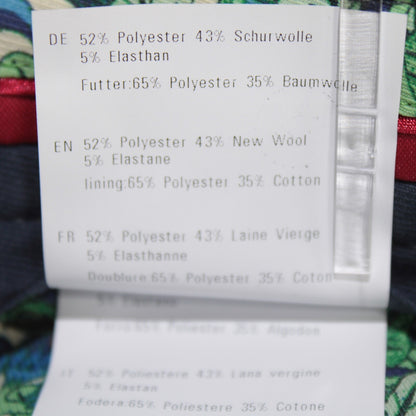 DE 52% Polyester 43% Schurwolle
5% Elasthan
Futter:65% Polyester 35% Baumwolle
EN 52% Polyester 43% New Wool
5% Elastane
lining:65% Polyester 35% Cotton
FR 52% Polyester 43% Laine Vierge
5% Elasthanne
Doublure:65% Polyester 35% Coton
5%
65% Poliester 35% Algodon
IT 52% Poliestere 43% Lana vergine
5% Elastan
Fodera:65% Poliestere 35% Cotone